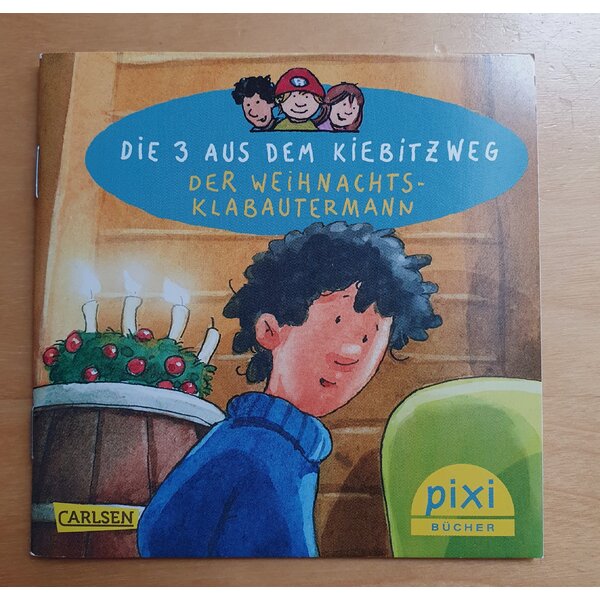 DIE 3 AUS DEM KIEBITZWEG
DER WEIHNACHTS-
KLABAUTERMANN
CARLSEN
pixi
BÜCHER